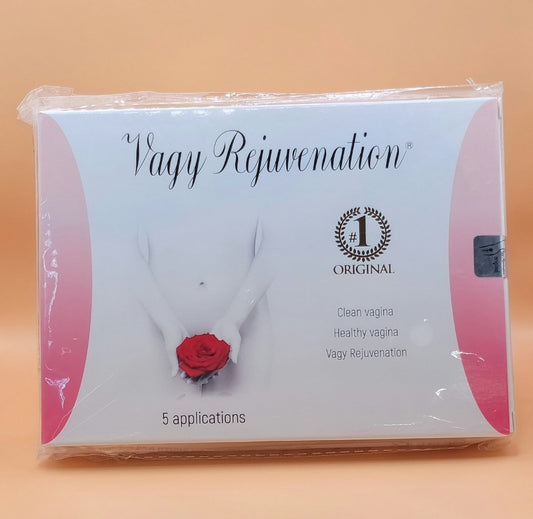 Vagy Rejuvenation®
#1
ORIGINAL
Clean vagina
Healthy vagina
Vagy Rejuvenation
5 applications